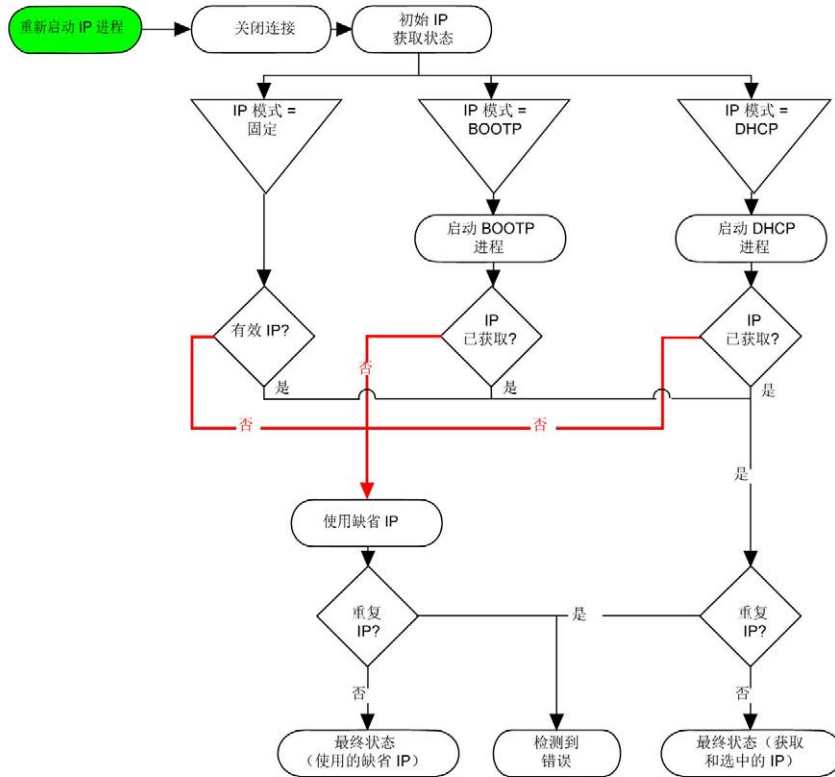 重新启动 IP 进程
关闭连接
初始 IP
获取状态
IP 模式 =
固定
IP 模式 =
BOOTP
IP 模式 =
DHCP
启动 BOOTP
进程
启动 DHCP
进程
有效 IP?
IP
已获取?
IP
已获取?
否
是
是
是
否
否
是
使用缺省 IP
重复
IP?
是
重复
IP?
否
否
最终状态
（使用的缺省 IP）
检测到
错误
最终状态（获取
和选中的 IP）